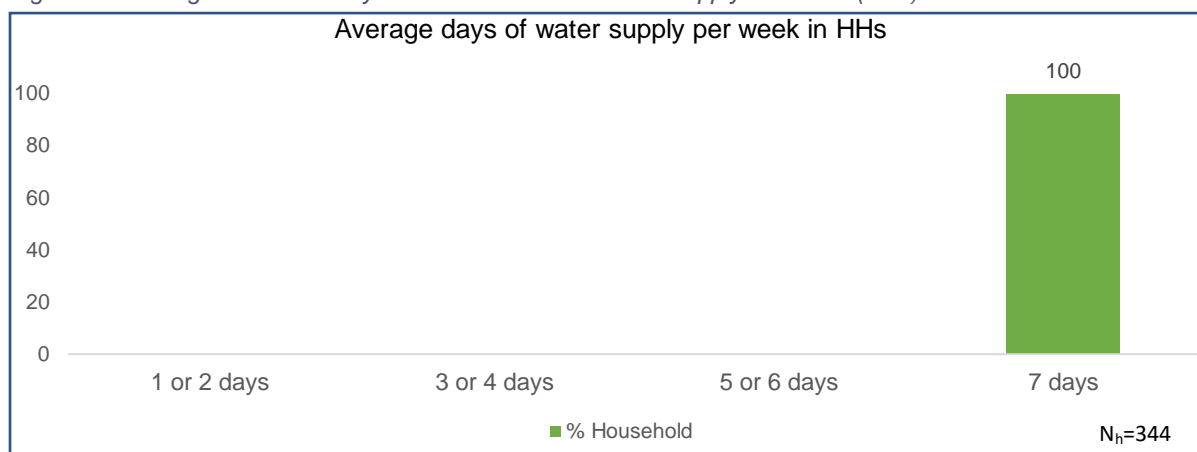 Average days of water supply per week in HHs
100
100
80
60
40
20
0
1 or 2 days 3 or 4 days 5 or 6 days 7 days
% Household
Nh=344